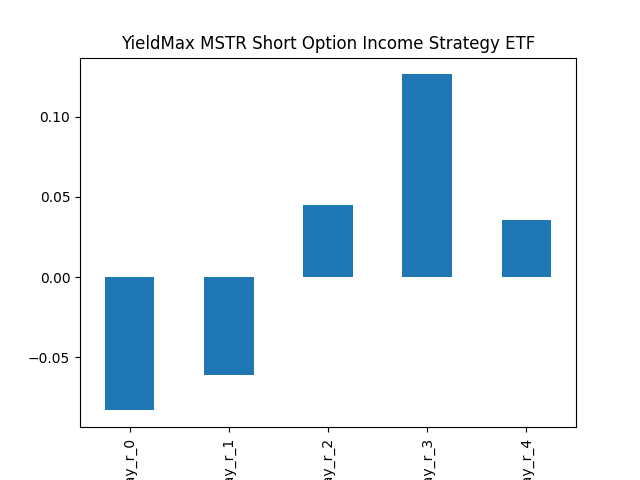 YieldMax MSTR Short Option Income Strategy ETF
0.10
0.05
0.00
−0.05
ay_r_0
ay_r_1
ay_r_2
ay_r_3
ay_r_4